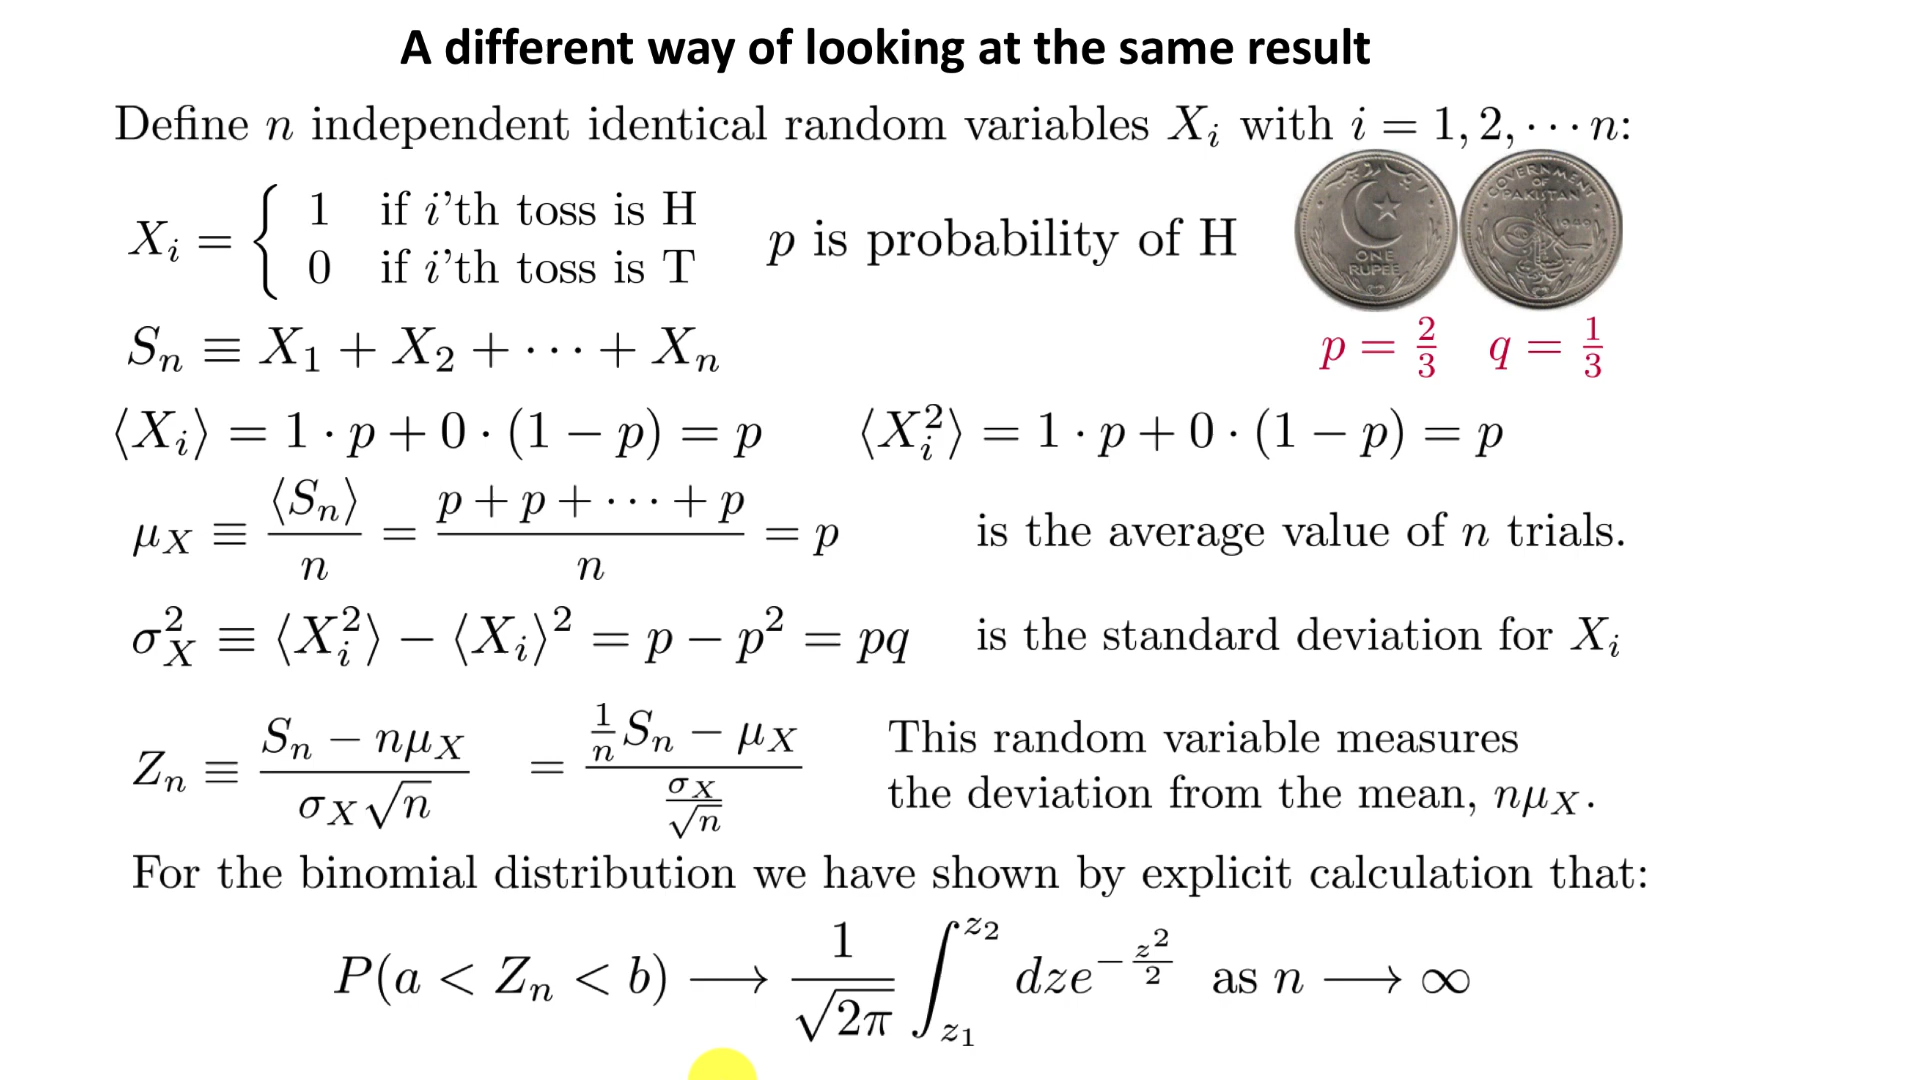 A different way of looking at the same result
Define n independent identical random variables X_i with i = 1, 2, ⋯ n:
X_i = { 1 if i'th toss is H
0 if i'th toss is T
p is probability of H
ONE
RUPEE
GOVERNMENT
OF
PAKISTAN
1949
p = 2/3 q = 1/3
S_n ≡ X_1 + X_2 + ⋯ + X_n
⟨X_i⟩ = 1 · p + 0 · (1 − p) = p ⟨X_i^2⟩ = 1 · p + 0 · (1 − p) = p
μ_X ≡ ⟨S_n⟩/n = (p + p + ⋯ + p)/n = p is the average value of n trials.
σ_X^2 ≡ ⟨X_i^2⟩ − ⟨X_i⟩^2 = p − p^2 = pq is the standard deviation for X_i
Z_n ≡ (S_n − nμ_X)/(σ_X√n) = (1/n S_n − μ_X)/(σ_X/√n)
This random variable measures
the deviation from the mean, nμ_X.
For the binomial distribution we have shown by explicit calculation that:
P(a < Z_n < b) ⟶ 1/√(2π) ∫_{z_1}^{z_2} dze^{−z^2/2} as n ⟶ ∞